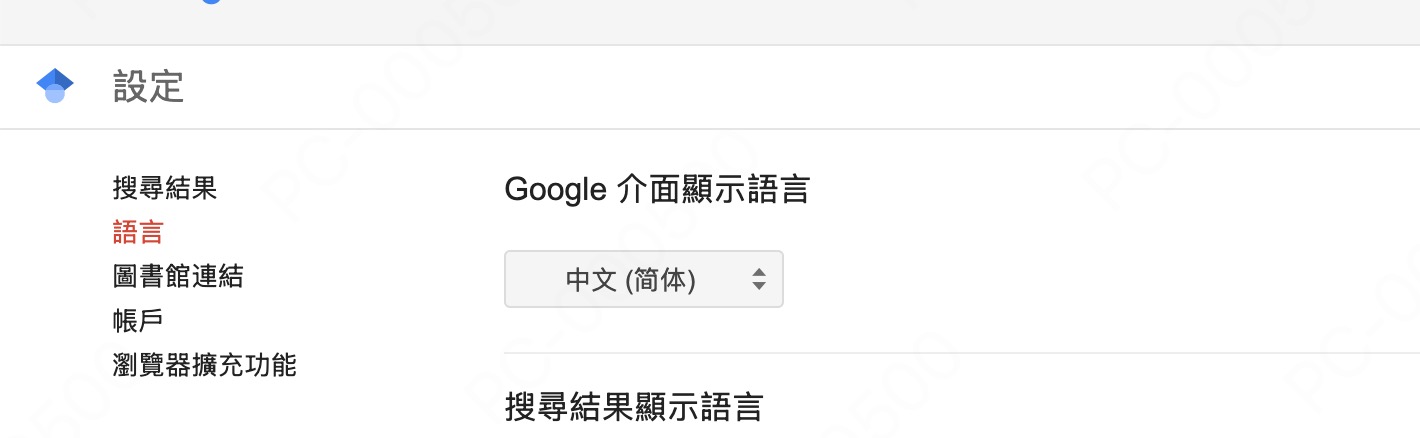 設定
搜尋結果
語言
圖書館連結
帳戶
瀏覽器擴充功能
Google 介面顯示語言
中文 (简体)
搜尋結果顯示語言
PC-000500